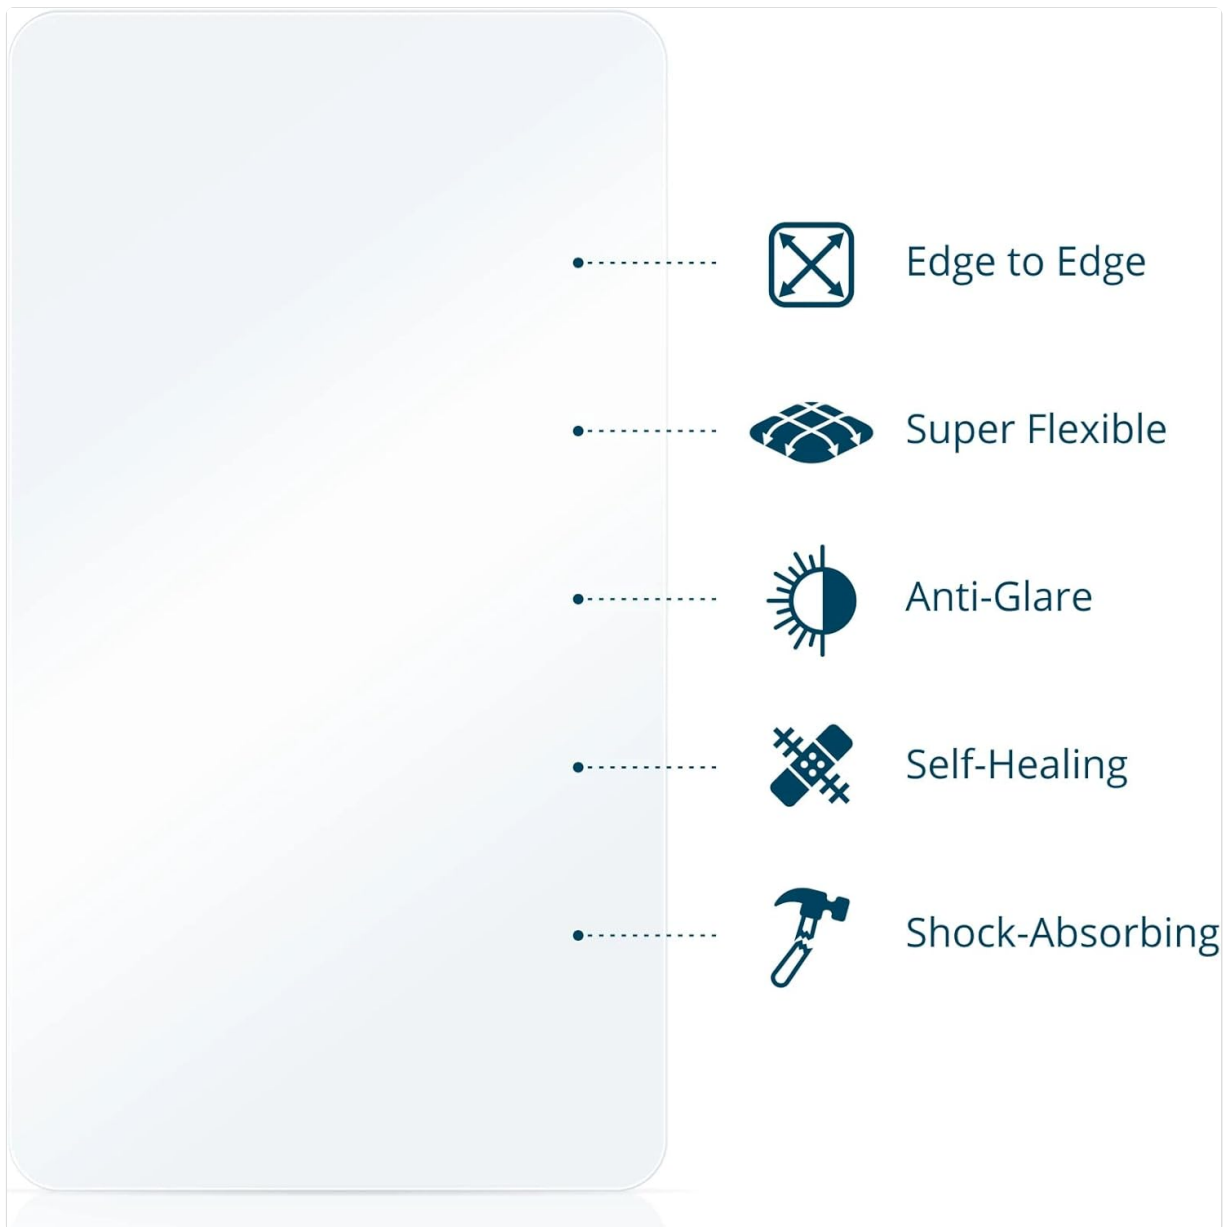 Edge to Edge
Super Flexible
Anti-Glare
Self-Healing
Shock-Absorbing